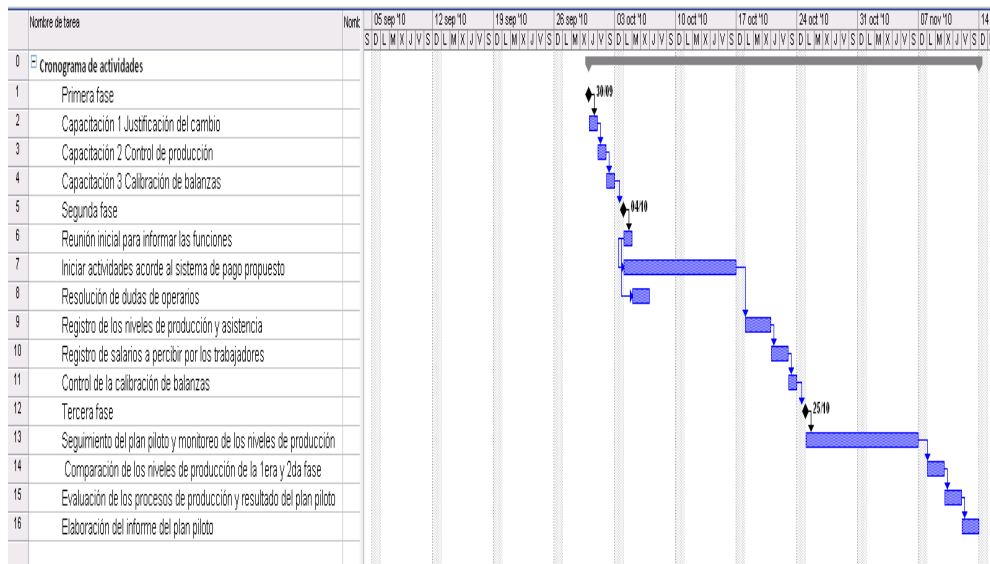 Nombre de tarea Nomb 05 sep '10 12 sep '10 19 sep '10 26 sep '10 03 oct '10 10 oct '10 17 oct '10 24 oct '10 31 oct '10 07 nov '10 14
S D L M X J V S D L M X J V S D L M X J V S D L M X J V S D L M X J V S D L M X J V S D L M X J V S D L M X J V S D L M X J V S D L M X J V S D
0 Cronograma de actividades
1 Primera fase 30/09
2 Capacitación 1 Justificación del cambio
3 Capacitación 2 Control de producción
4 Capacitación 3 Calibración de balanzas
5 Segunda fase 04/10
6 Reunión inicial para informar las funciones
7 Iniciar actividades acorde al sistema de pago propuesto
8 Resolución de dudas de operarios
9 Registro de los niveles de producción y asistencia
10 Registro de salarios a percibir por los trabajadores
11 Control de la calibración de balanzas
12 Tercera fase 25/10
13 Seguimiento del plan piloto y monitoreo de los niveles de producción
14 Comparación de los niveles de producción de la 1era y 2da fase
15 Evaluación de los procesos de producción y resultado del plan piloto
16 Elaboración del informe del plan piloto